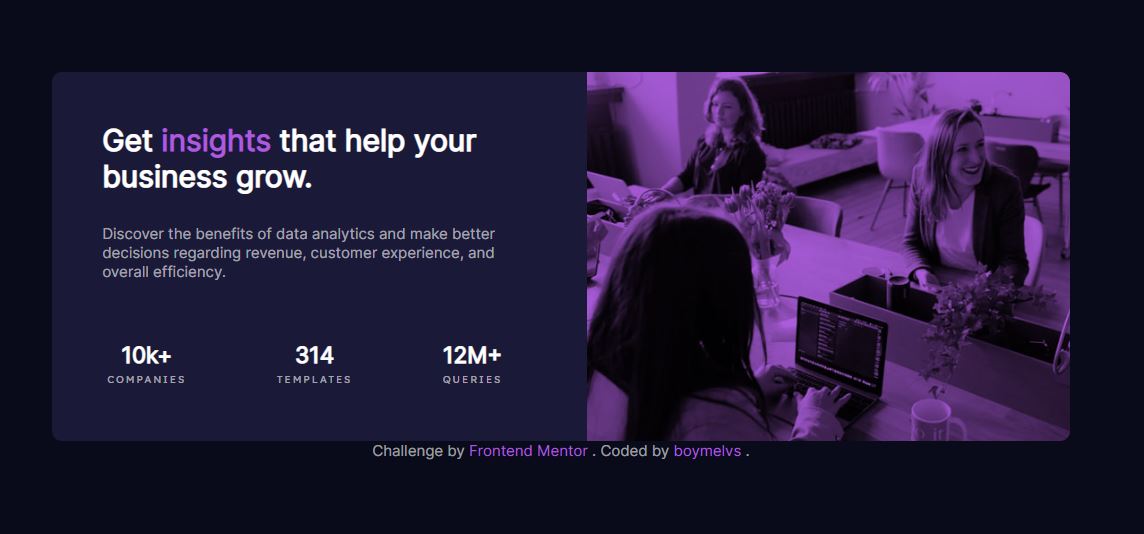 Get insights that help your
business grow.
Discover the benefits of data analytics and make better
decisions regarding revenue, customer experience, and
overall efficiency.
10k+
COMPANIES
314
TEMPLATES
12M+
QUERIES
Challenge by Frontend Mentor . Coded by boymelvs .